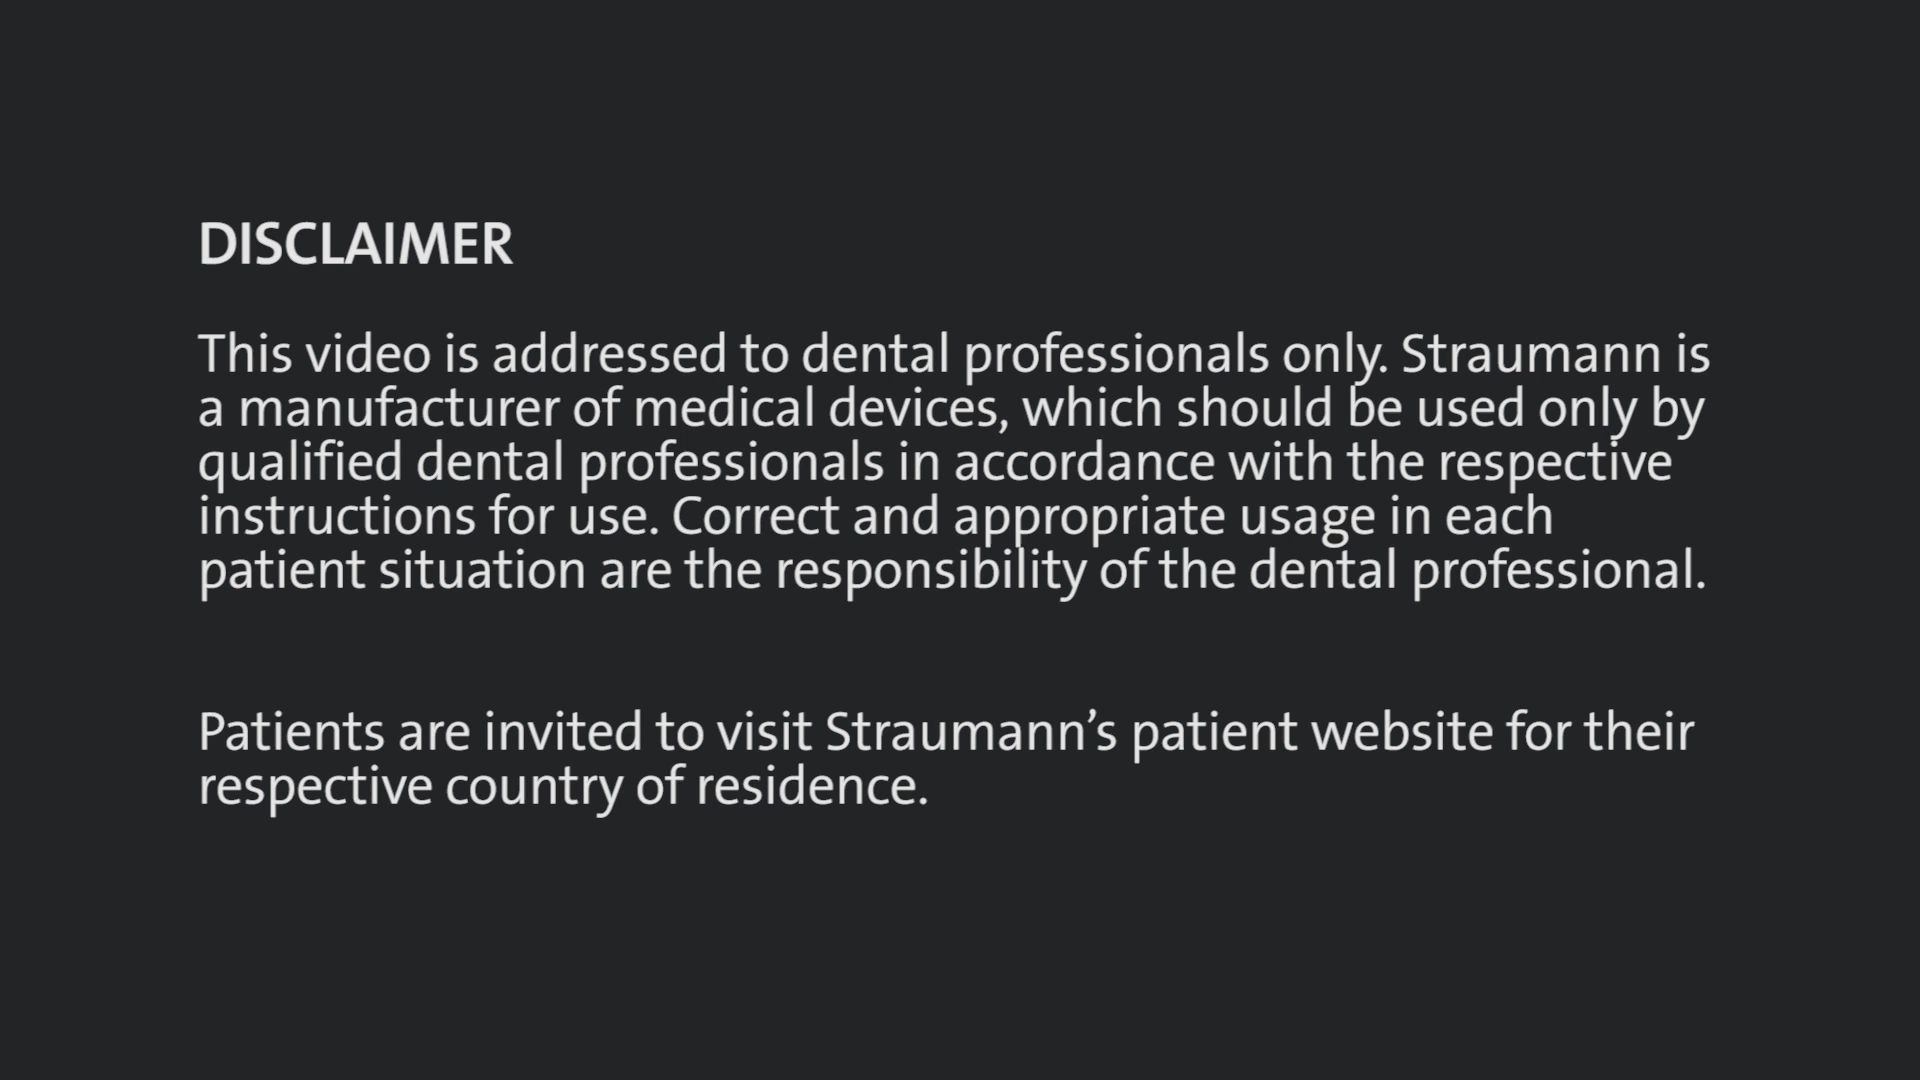 DISCLAIMER
This video is addressed to dental professionals only. Straumann is
a manufacturer of medical devices, which should be used only by
qualified dental professionals in accordance with the respective
instructions for use. Correct and appropriate usage in each
patient situation are the responsibility of the dental professional.
Patients are invited to visit Straumann’s patient website for their
respective country of residence.